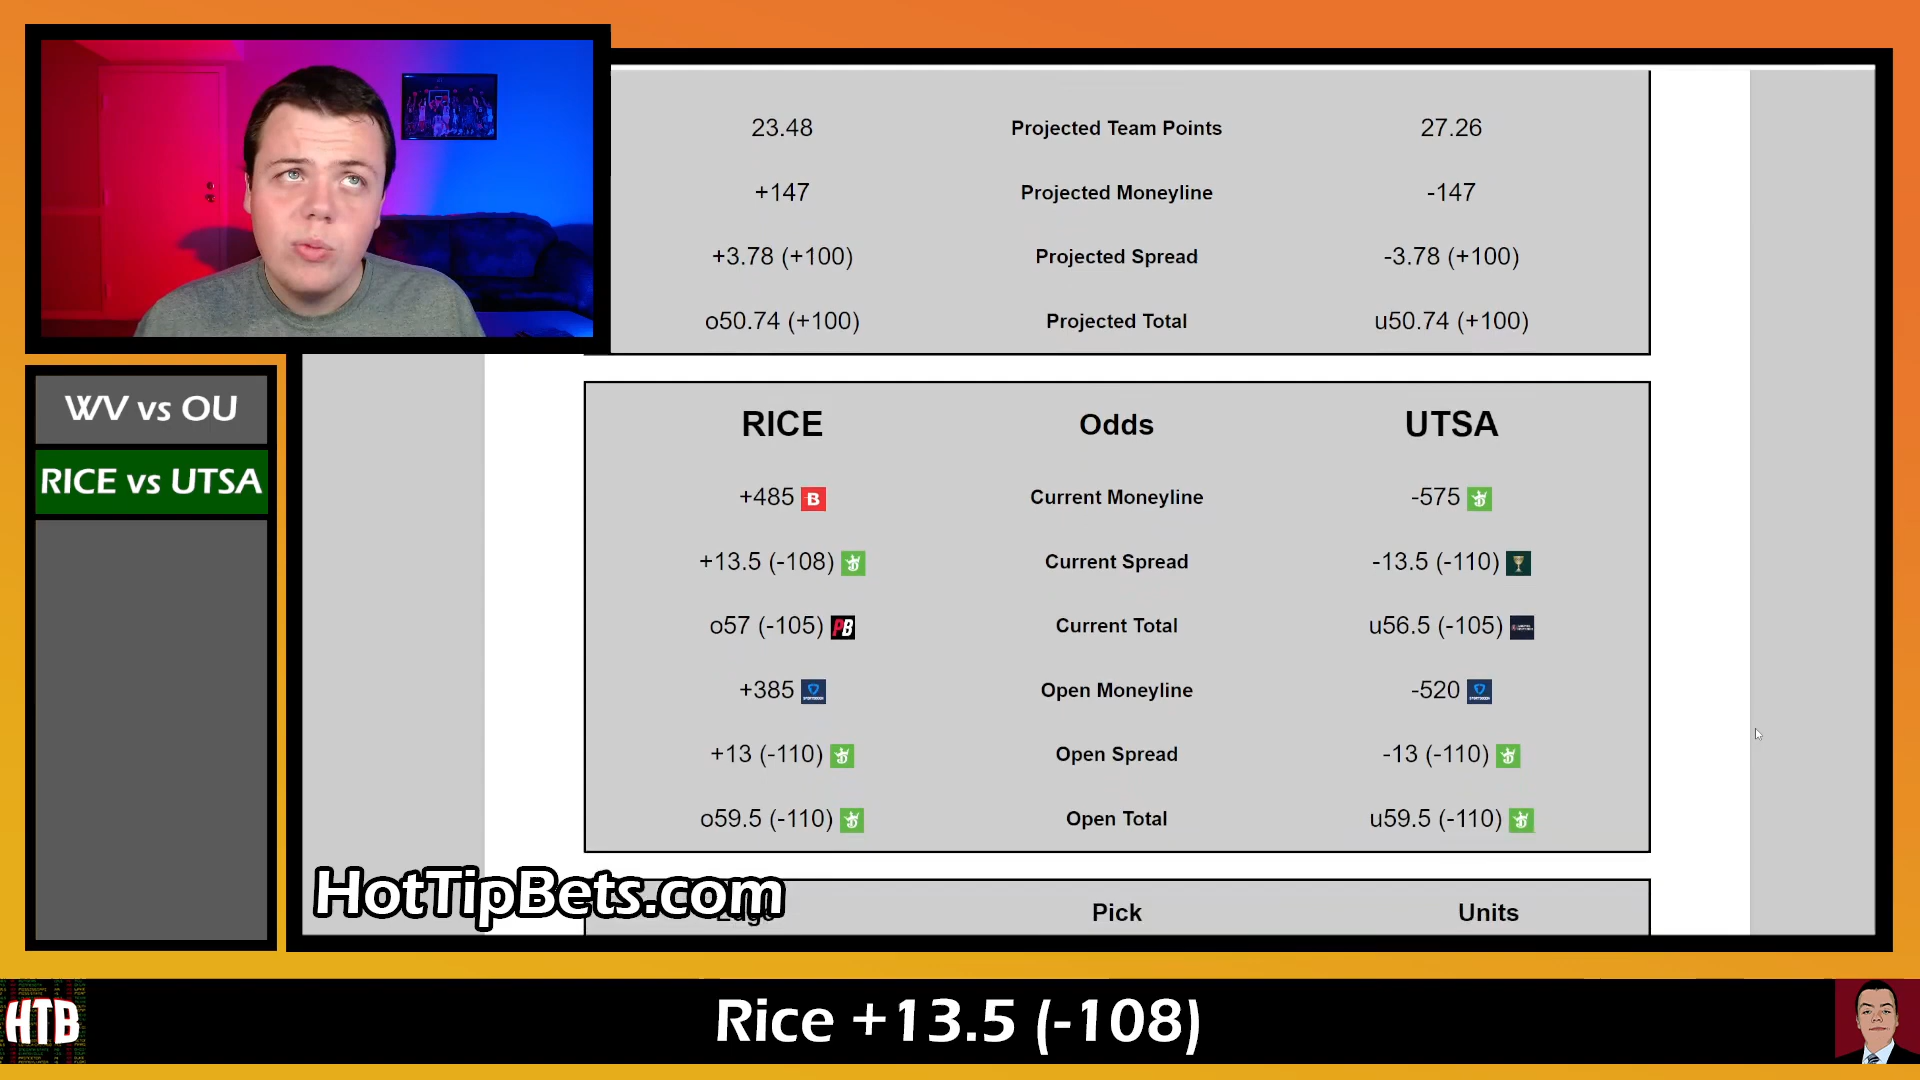 23.48 Projected Team Points 27.26
+147 Projected Moneyline -147
+3.78 (+100) Projected Spread -3.78 (+100)
o50.74 (+100) Projected Total u50.74 (+100)
WV vs OU
RICE vs UTSA
RICE Odds UTSA
+485 B Current Moneyline -575
+13.5 (-108) Current Spread -13.5 (-110)
o57 (-105) PB Current Total u56.5 (-105)
+385 Open Moneyline -520
+13 (-110) Open Spread -13 (-110)
o59.5 (-110) Open Total u59.5 (-110)
HotTipBets.com
Pick Units
HTB
Rice +13.5 (-108)